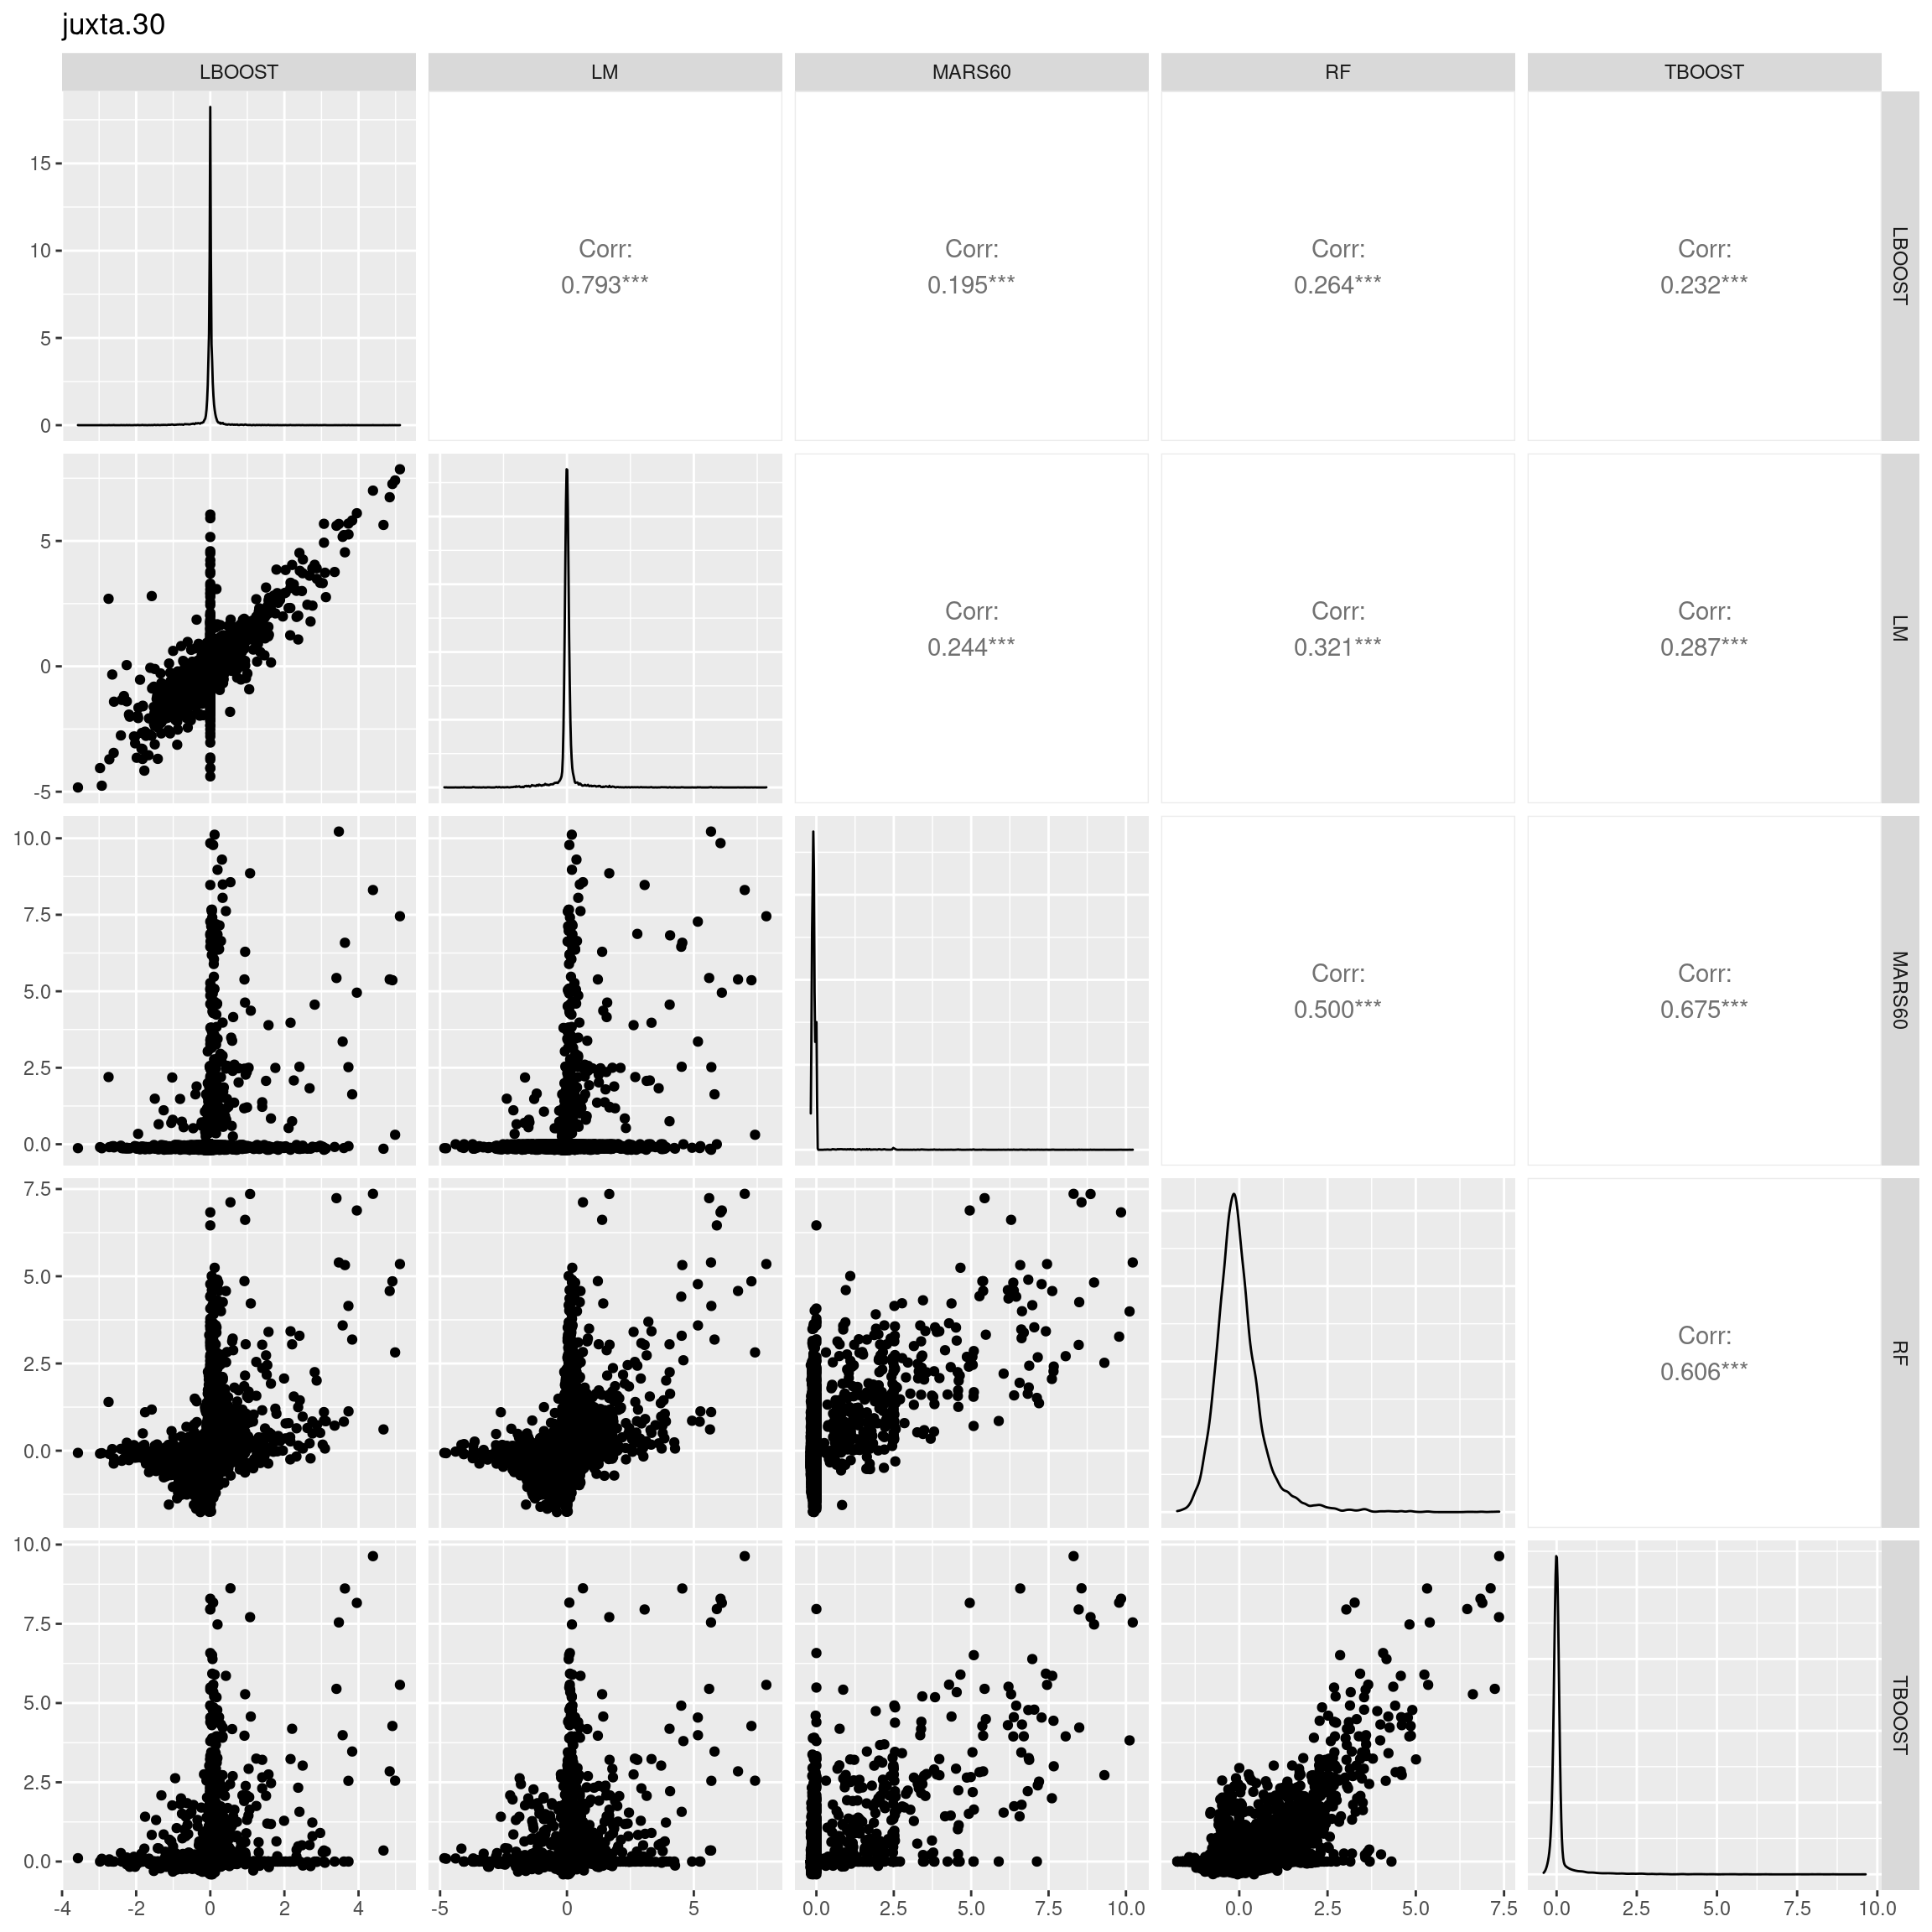 juxta.30
LBOOST LM MARS60 RF TBOOST
15
10
5
0
Corr:
0.793***
Corr:
0.195***
Corr:
0.264***
Corr:
0.232***
LBOOST
5
0
-5
Corr:
0.244***
Corr:
0.321***
Corr:
0.287***
LM
10.0
7.5
5.0
2.5
0.0
Corr:
0.500***
Corr:
0.675***
MARS60
7.5
5.0
2.5
0.0
Corr:
0.606***
RF
10.0
7.5
5.0
2.5
0.0
TBOOST
-4 -2 0 2 4 -5 0 5 0.0 2.5 5.0 7.5 10.0 0.0 2.5 5.0 7.5 0.0 2.5 5.0 7.5 10.0